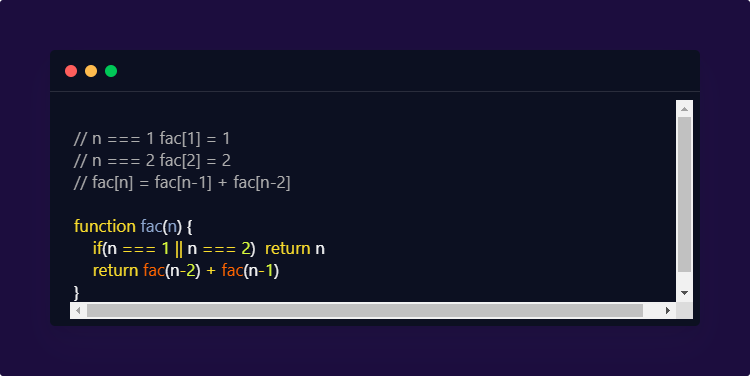 // n === 1 fac[1] = 1
// n === 2 fac[2] = 2
// fac[n] = fac[n-1] + fac[n-2]
function fac(n) {
if(n === 1 || n === 2)  return n
return fac(n-2) + fac(n-1)
}